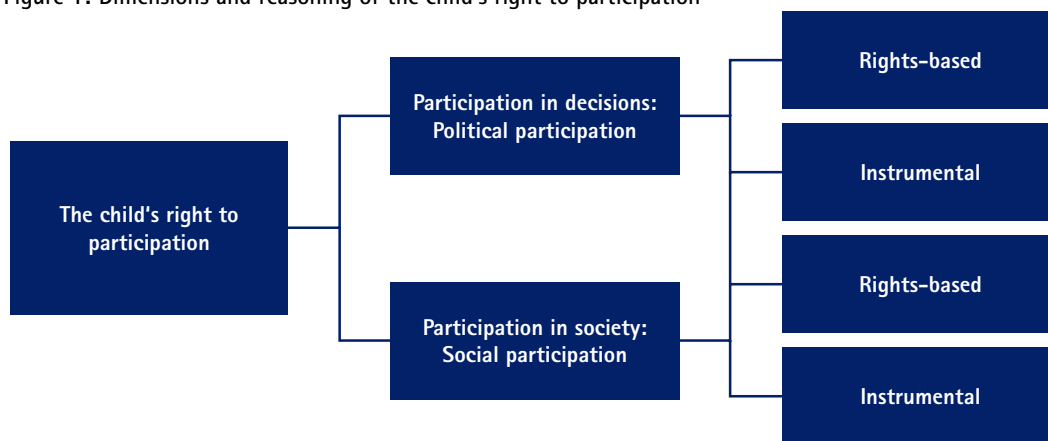 Figure 1: Dimensions and reasoning of the child's right to participation
The child's right to
participation
Participation in decisions:
Political participation
Participation in society:
Social participation
Rights-based
Instrumental
Rights-based
Instrumental